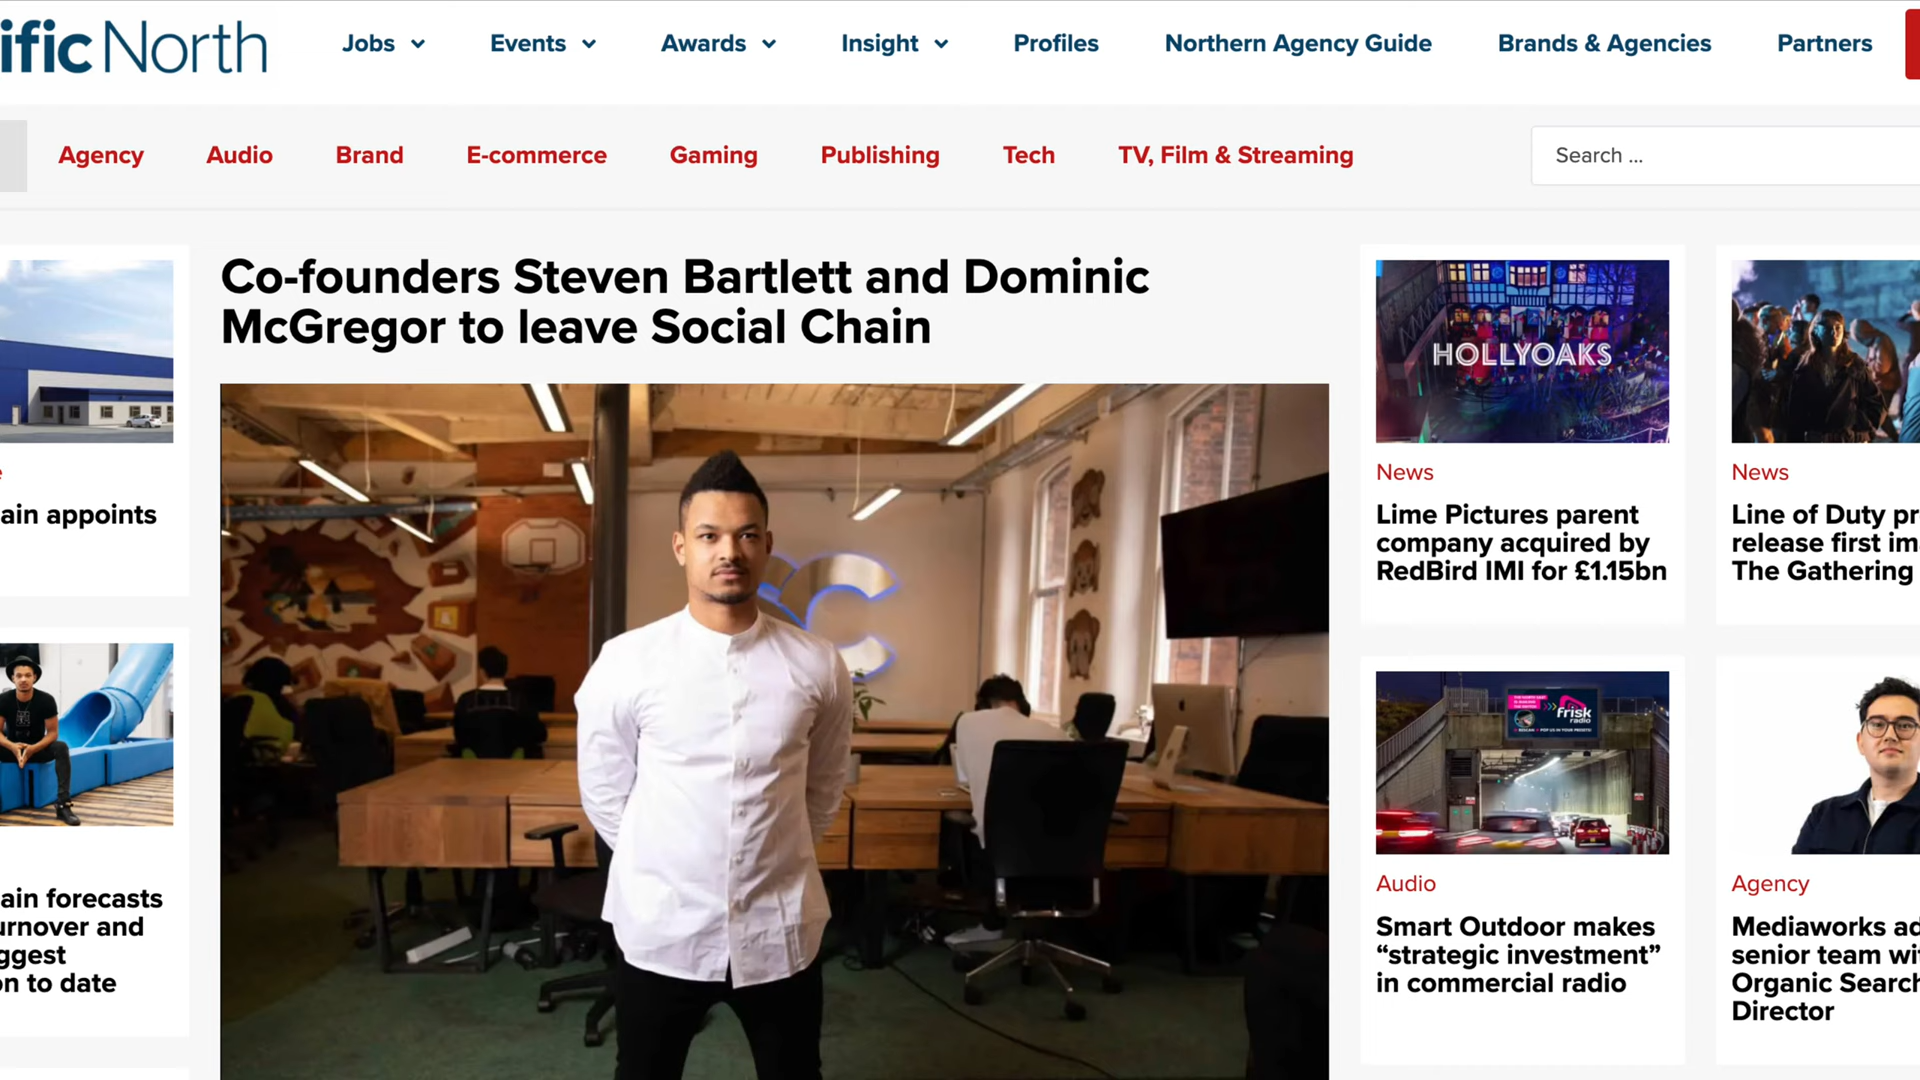 ific North
Jobs
Events
Awards
Insight
Profiles
Northern Agency Guide
Brands & Agencies
Partners
Agency
Audio
Brand
E-commerce
Gaming
Publishing
Tech
TV, Film & Streaming
Search ...
ain appoints
ain forecasts
urnover and
ggest
on to date
Co-founders Steven Bartlett and Dominic
McGregor to leave Social Chain
HOLLYOAKS
News
Lime Pictures parent
company acquired by
RedBird IMI for £1.15bn
frisk
radio
Audio
Smart Outdoor makes
“strategic investment”
in commercial radio
News
Line of Duty pr
release first im
The Gathering
Agency
Mediaworks ad
senior team wi
Organic Search
Director